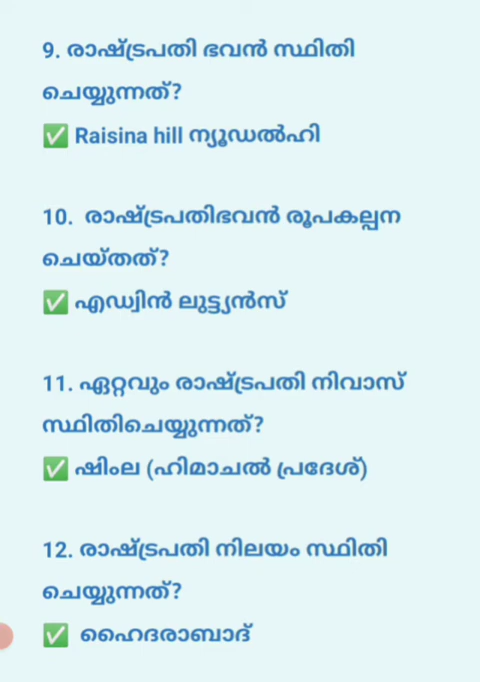 9. രാഷ്ട്രപതി ഭവൻ സ്ഥിതി
ചെയ്യുന്നത്?
✅ Raisina hill ന്യൂഡൽഹി
10. രാഷ്ട്രപതിഭവൻ രൂപകല്പന
ചെയ്തത്?
✅ എഡ്വിൻ ലുട്ട്യൻസ്
11. ഏറ്റവും രാഷ്ട്രപതി നിവാസ്
സ്ഥിതിചെയ്യുന്നത്?
✅ ഷിംല (ഹിമാചൽ പ്രദേശ്)
12. രാഷ്ട്രപതി നിലയം സ്ഥിതി
ചെയ്യുന്നത്?
✅ ഹൈദരാബാദ്